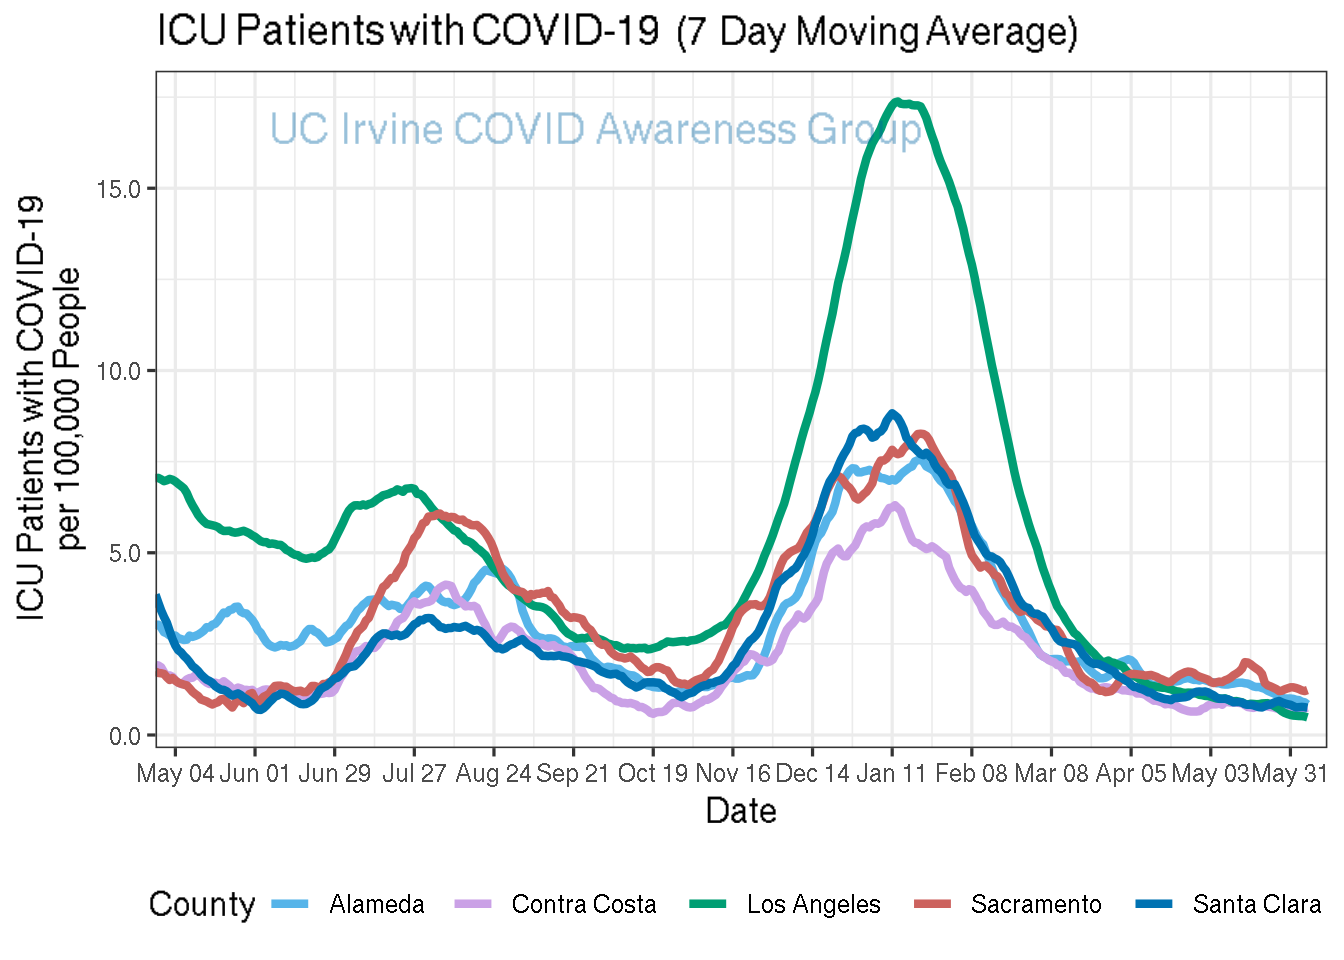 ICU Patients with COVID-19 (7 Day Moving Average)
UC Irvine COVID Awareness Group
ICU Patients with COVID-19
per 100,000 People
15.0
10.0
5.0
0.0
May 04 Jun 01 Jun 29 Jul 27 Aug 24 Sep 21 Oct 19 Nov 16 Dec 14 Jan 11 Feb 08 Mar 08 Apr 05 May 03 May 31
Date
County Alameda Contra Costa Los Angeles Sacramento Santa Clara